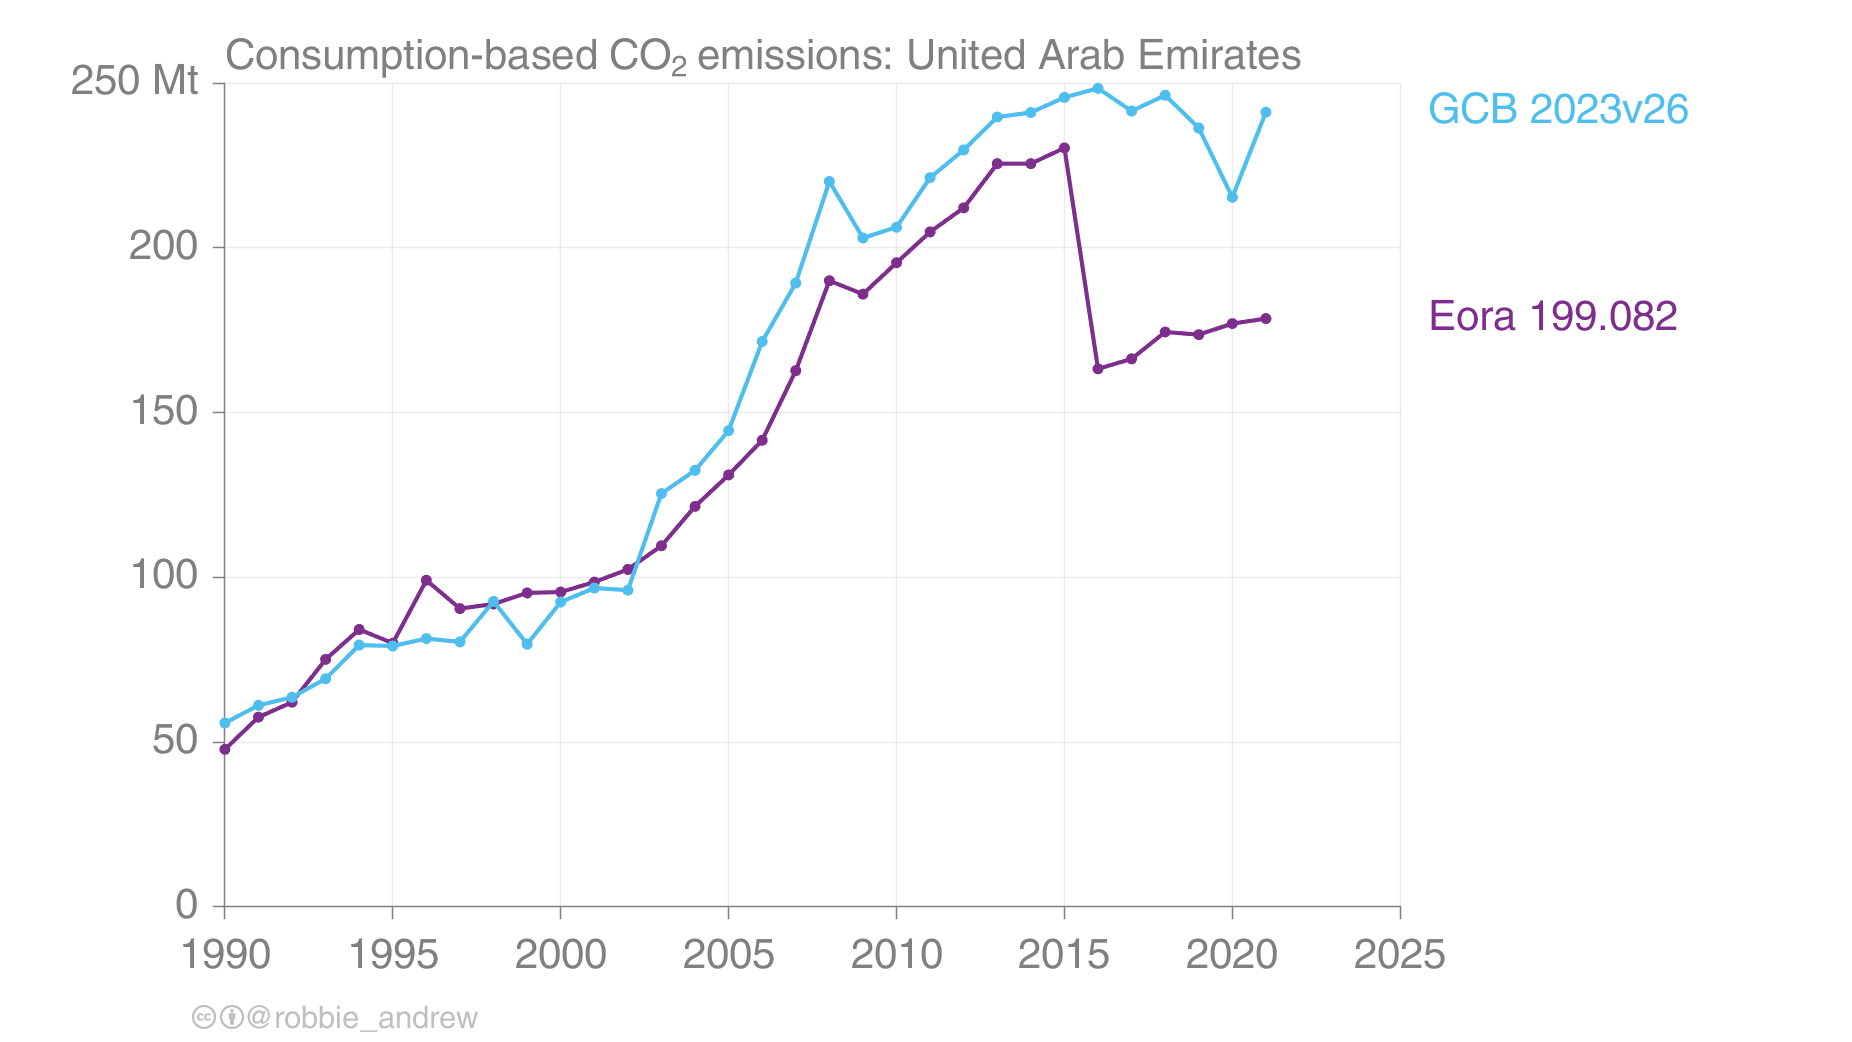 Consumption-based CO₂ emissions: United Arab Emirates
250 Mt
200
150
100
50
0
1990 1995 2000 2005 2010 2015 2020 2025
GCB 2023v26
Eora 199.082
cc @robbie_andrew